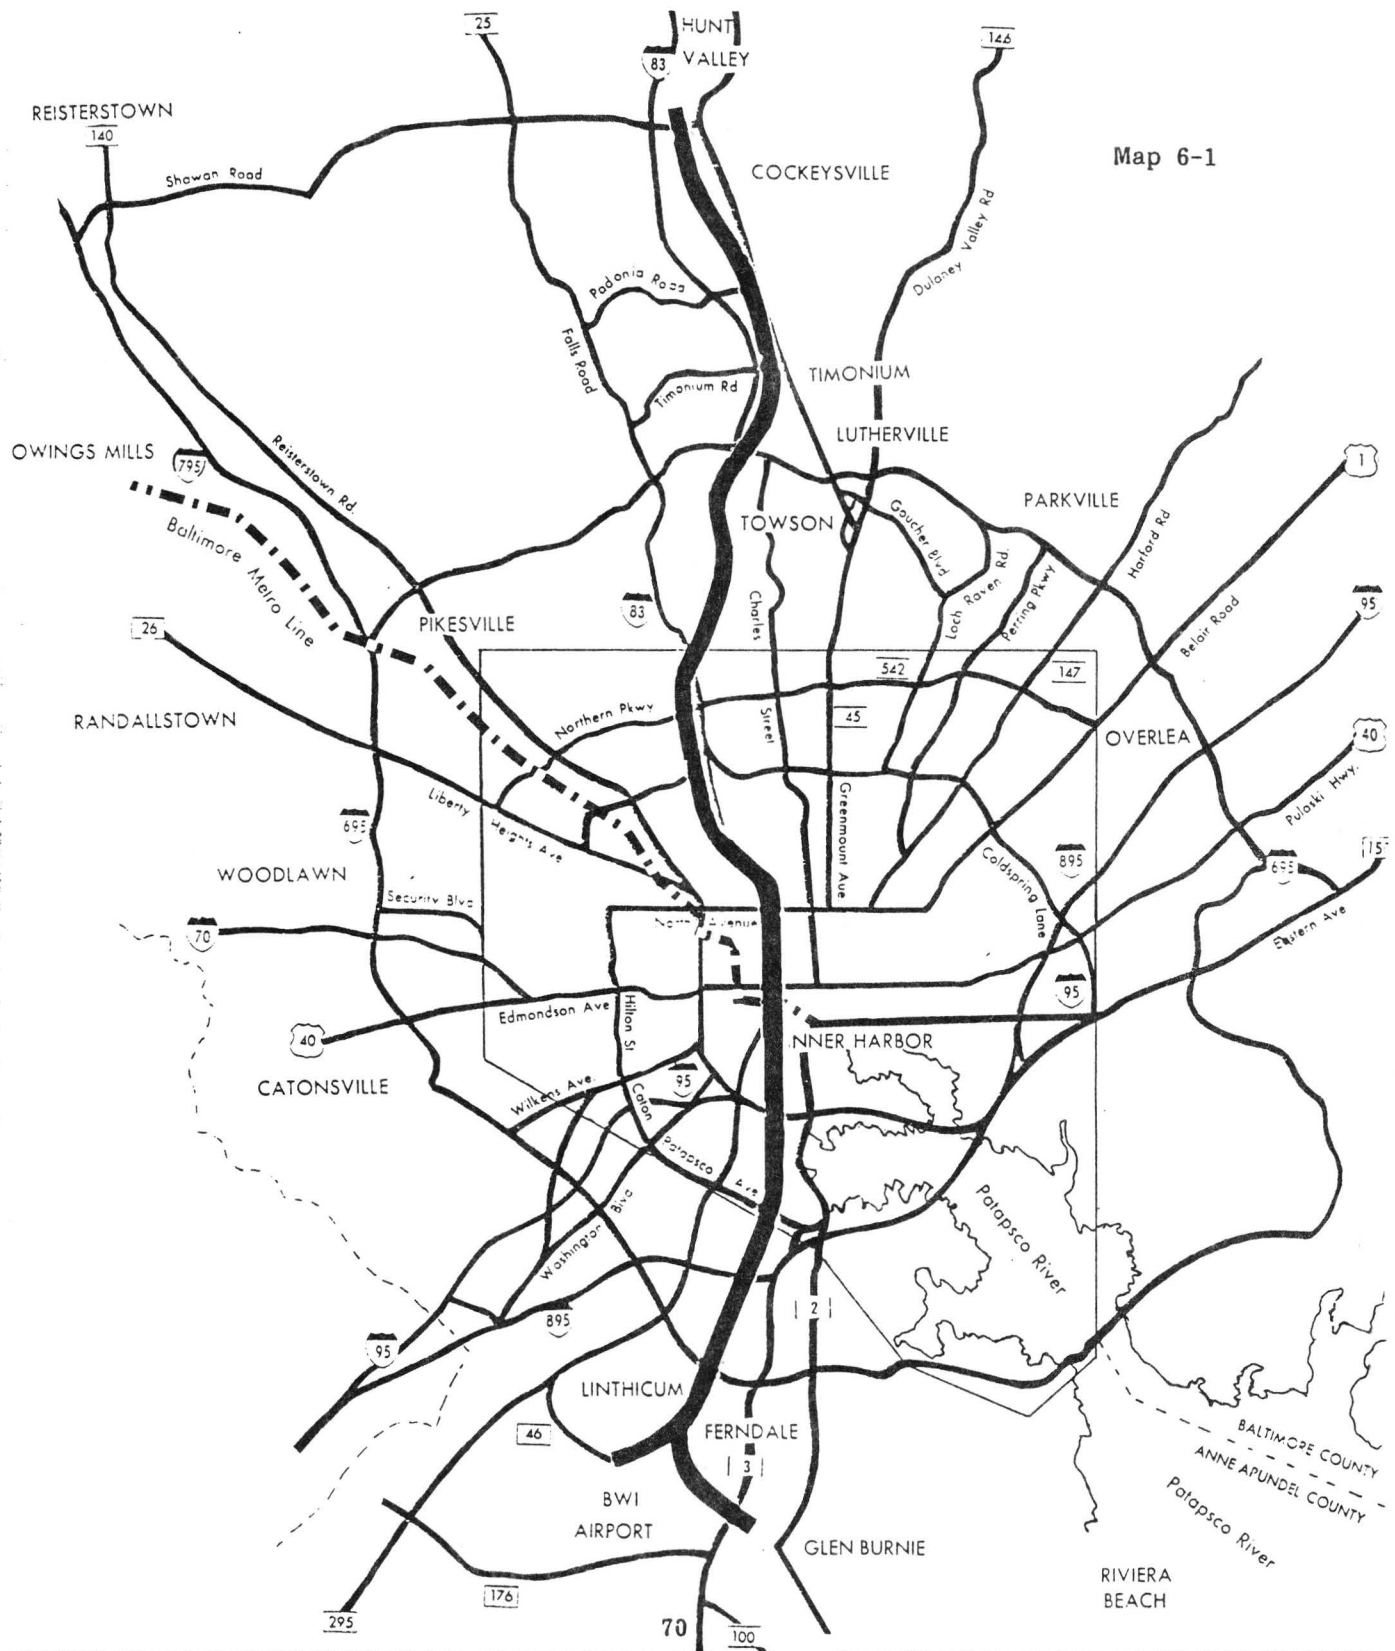 25
HUNT
VALLEY
83
146
REISTERSTOWN
140
Map 6-1
Shawan Road
COCKEYSVILLE
Dulaney Valley Rd
Padonia Road
Falls Road
TIMONIUM
Timonium Rd
LUTHERVILLE
OWINGS MILLS
795
Reisterstown Rd.
1
PARKVILLE
TOWSON
Goucher Blvd
Harford Rd
Baltimore Metro Line
Loch Raven Rd.
Perring Pkwy
83
Charles
Street
95
26
PIKESVILLE
Belair Road
542
147
RANDALLSTOWN
Northern Pkwy
45
OVERLEA
40
Liberty
Heights Ave
Greenmount Ave
Pulaski Hwy.
695
Coldspring Lane
895
695
15
WOODLAWN
Security Blvd
North Avenue
Eastern Ave
70
95
Edmondson Ave
Hilton St
40
NNER HARBOR
CATONSVILLE
95
Wilkens Ave.
Caton
Patapsco Ave
Patapsco River
Washington Blvd
2
895
95
LINTHICUM
46
FERNDALE
3
BALTIMORE COUNTY
ANNE APUNDEL COUNTY
BWI
AIRPORT
Patapsco River
GLEN BURNIE
RIVIERA
BEACH
176
295
70
100